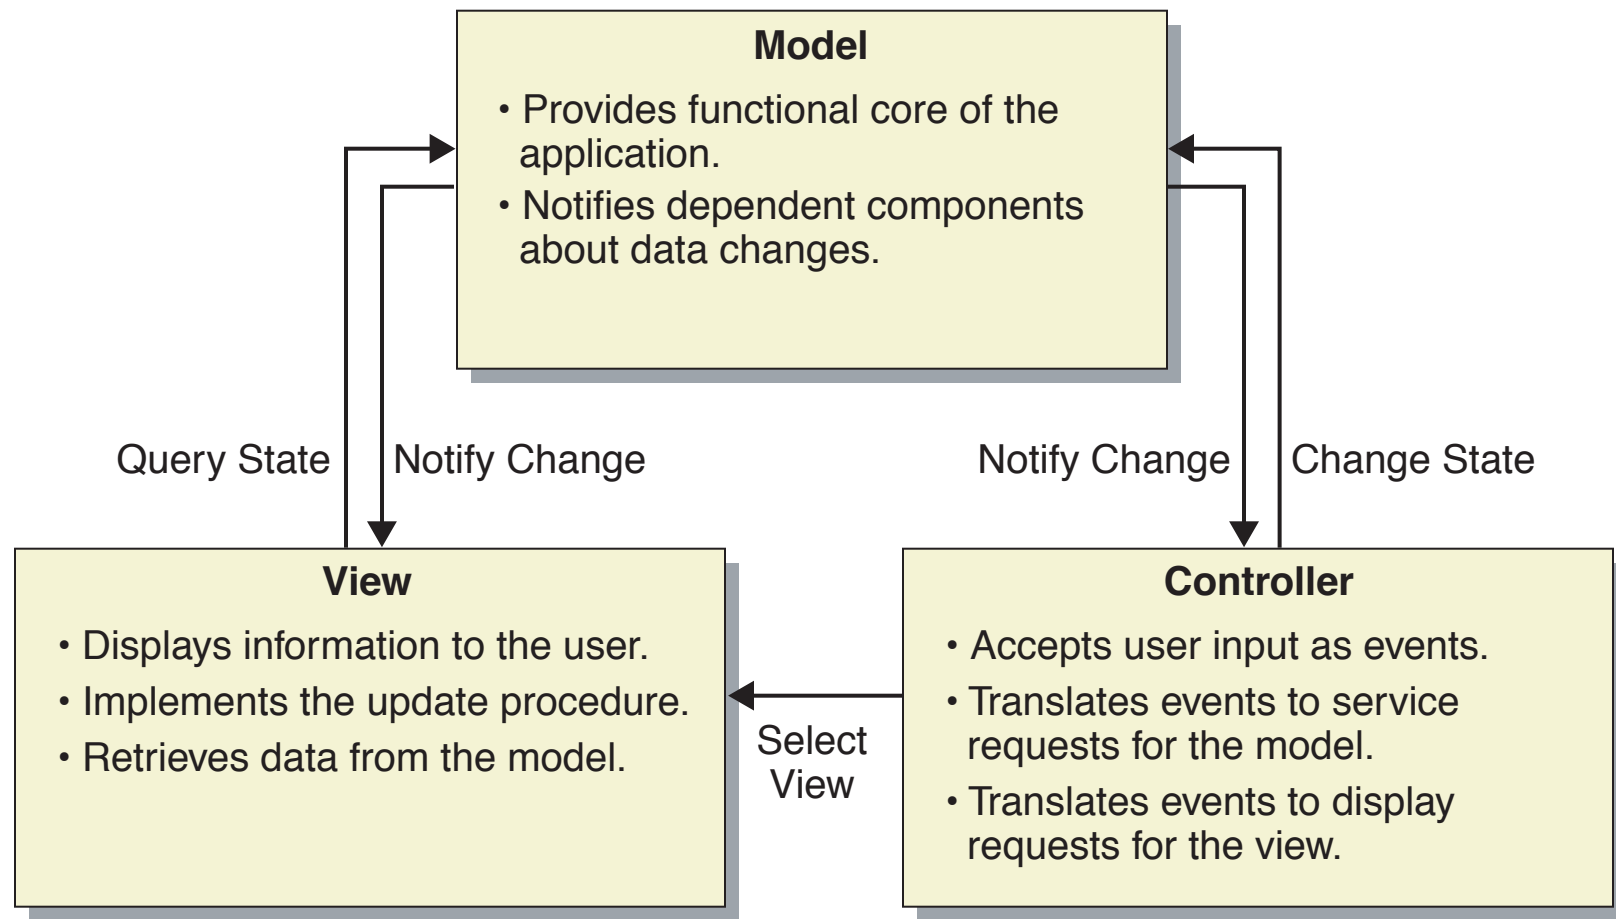 Model
• Provides functional core of the
application.
• Notifies dependent components
about data changes.
Query State
Notify Change
Notify Change
Change State
View
• Displays information to the user.
• Implements the update procedure.
• Retrieves data from the model.
Select
View
Controller
• Accepts user input as events.
• Translates events to service
requests for the model.
• Translates events to display
requests for the view.